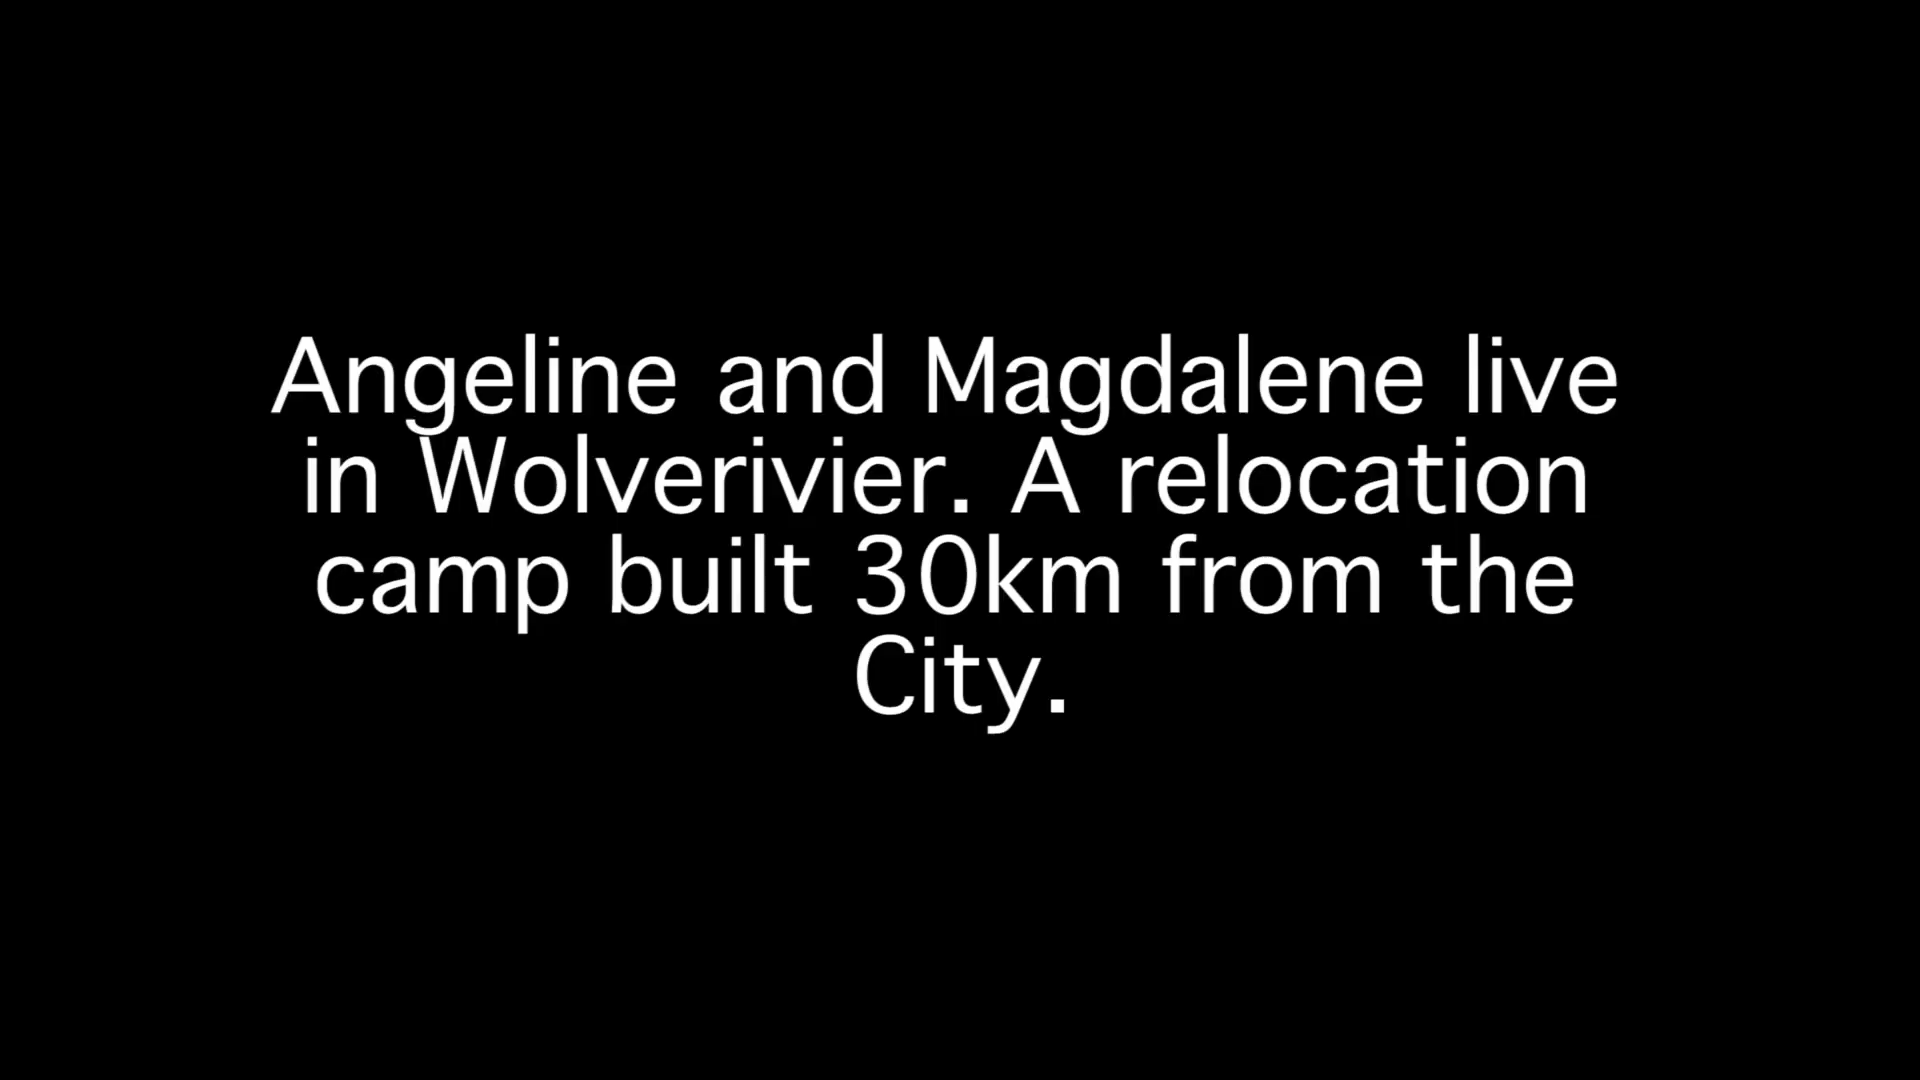 Angeline and Magdalene live
in Wolverivier. A relocation
camp built 30km from the
City.